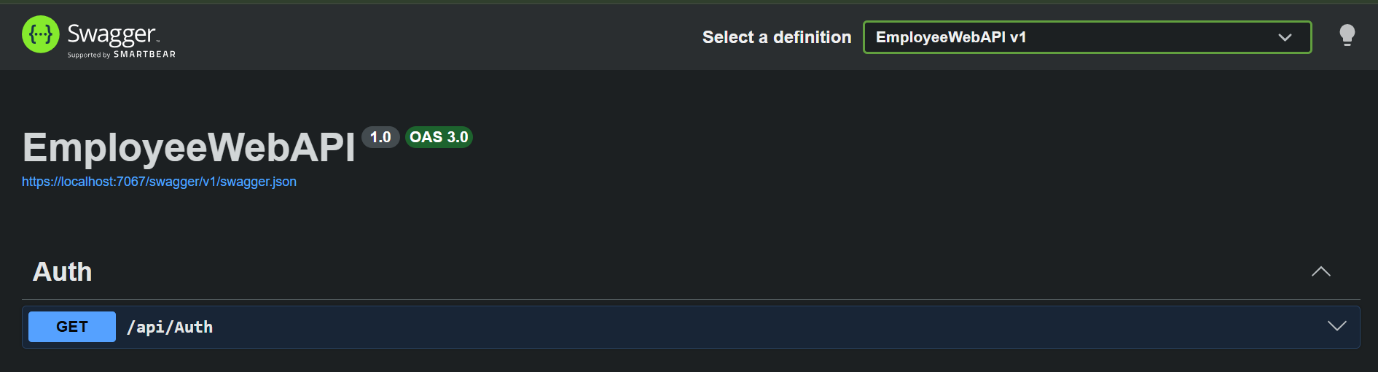 Swagger™
Supported by SMARTBEAR
Select a definition
EmployeeWebAPI v1
EmployeeWebAPI 1.0 OAS 3.0
https://localhost:7067/swagger/v1/swagger.json
Auth
GET /api/Auth